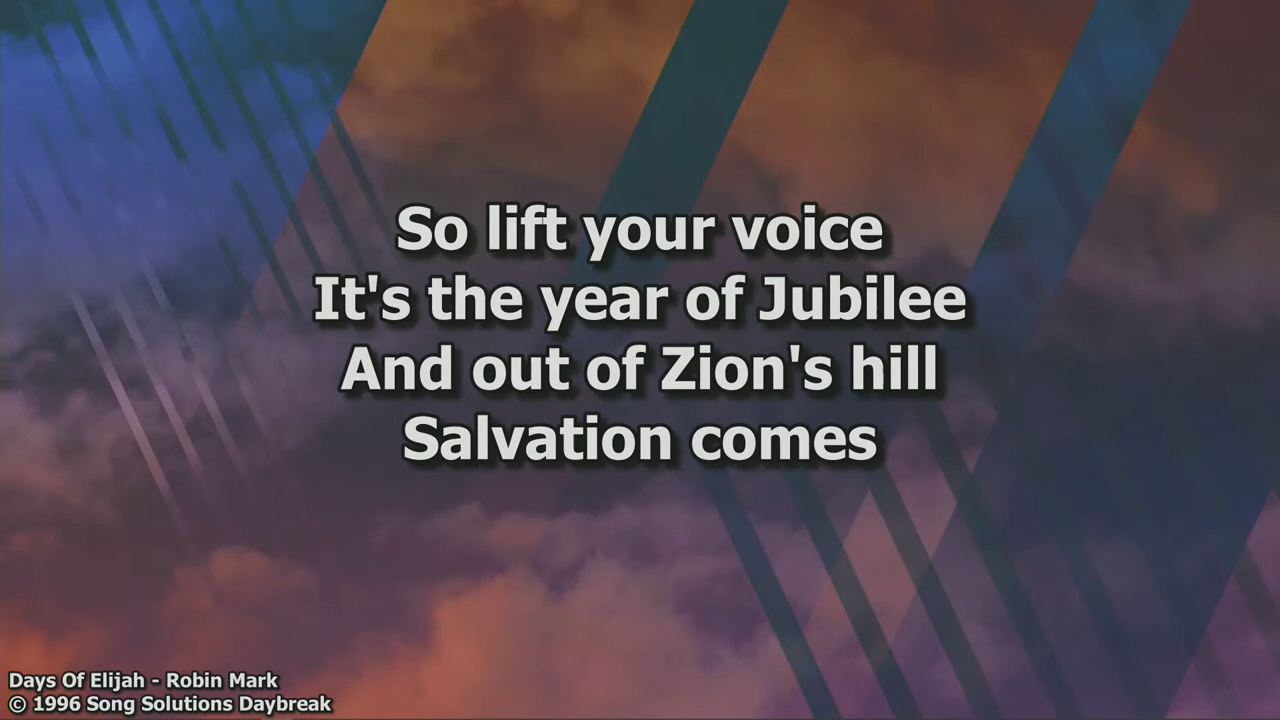 So lift your voice
It's the year of Jubilee
And out of Zion's hill
Salvation comes
Days Of Elijah - Robin Mark
© 1996 Song Solutions Daybreak